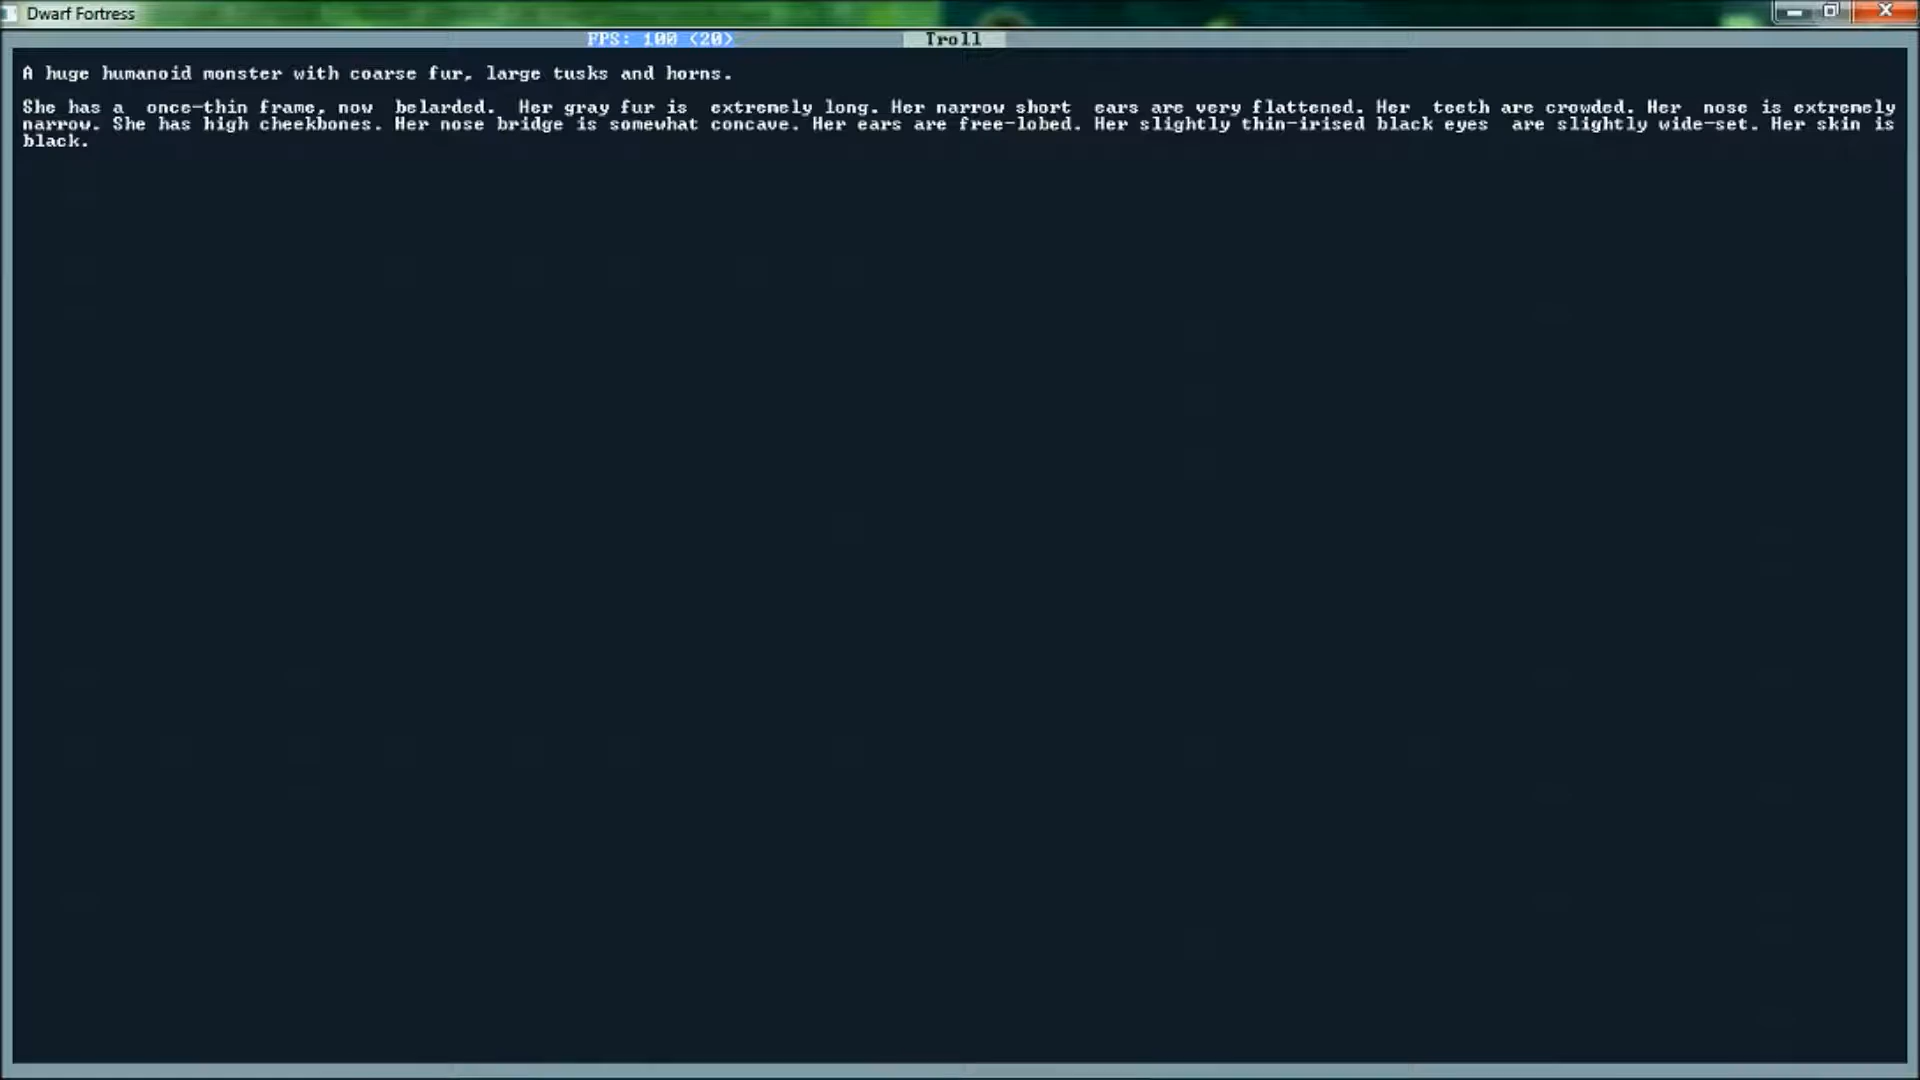 Dwarf Fortress
FPS: 100 (20) Troll
A huge humanoid monster with coarse fur, large tusks and horns.
She has a once-thin frame, now belarded. Her gray fur is extremely long. Her narrow short ears are very flattened. Her teeth are crowded. Her nose is extremely
narrow. She has high cheekbones. Her nose bridge is somewhat concave. Her ears are free-lobed. Her slightly thin-irised black eyes are slightly wide-set. Her skin is
black.